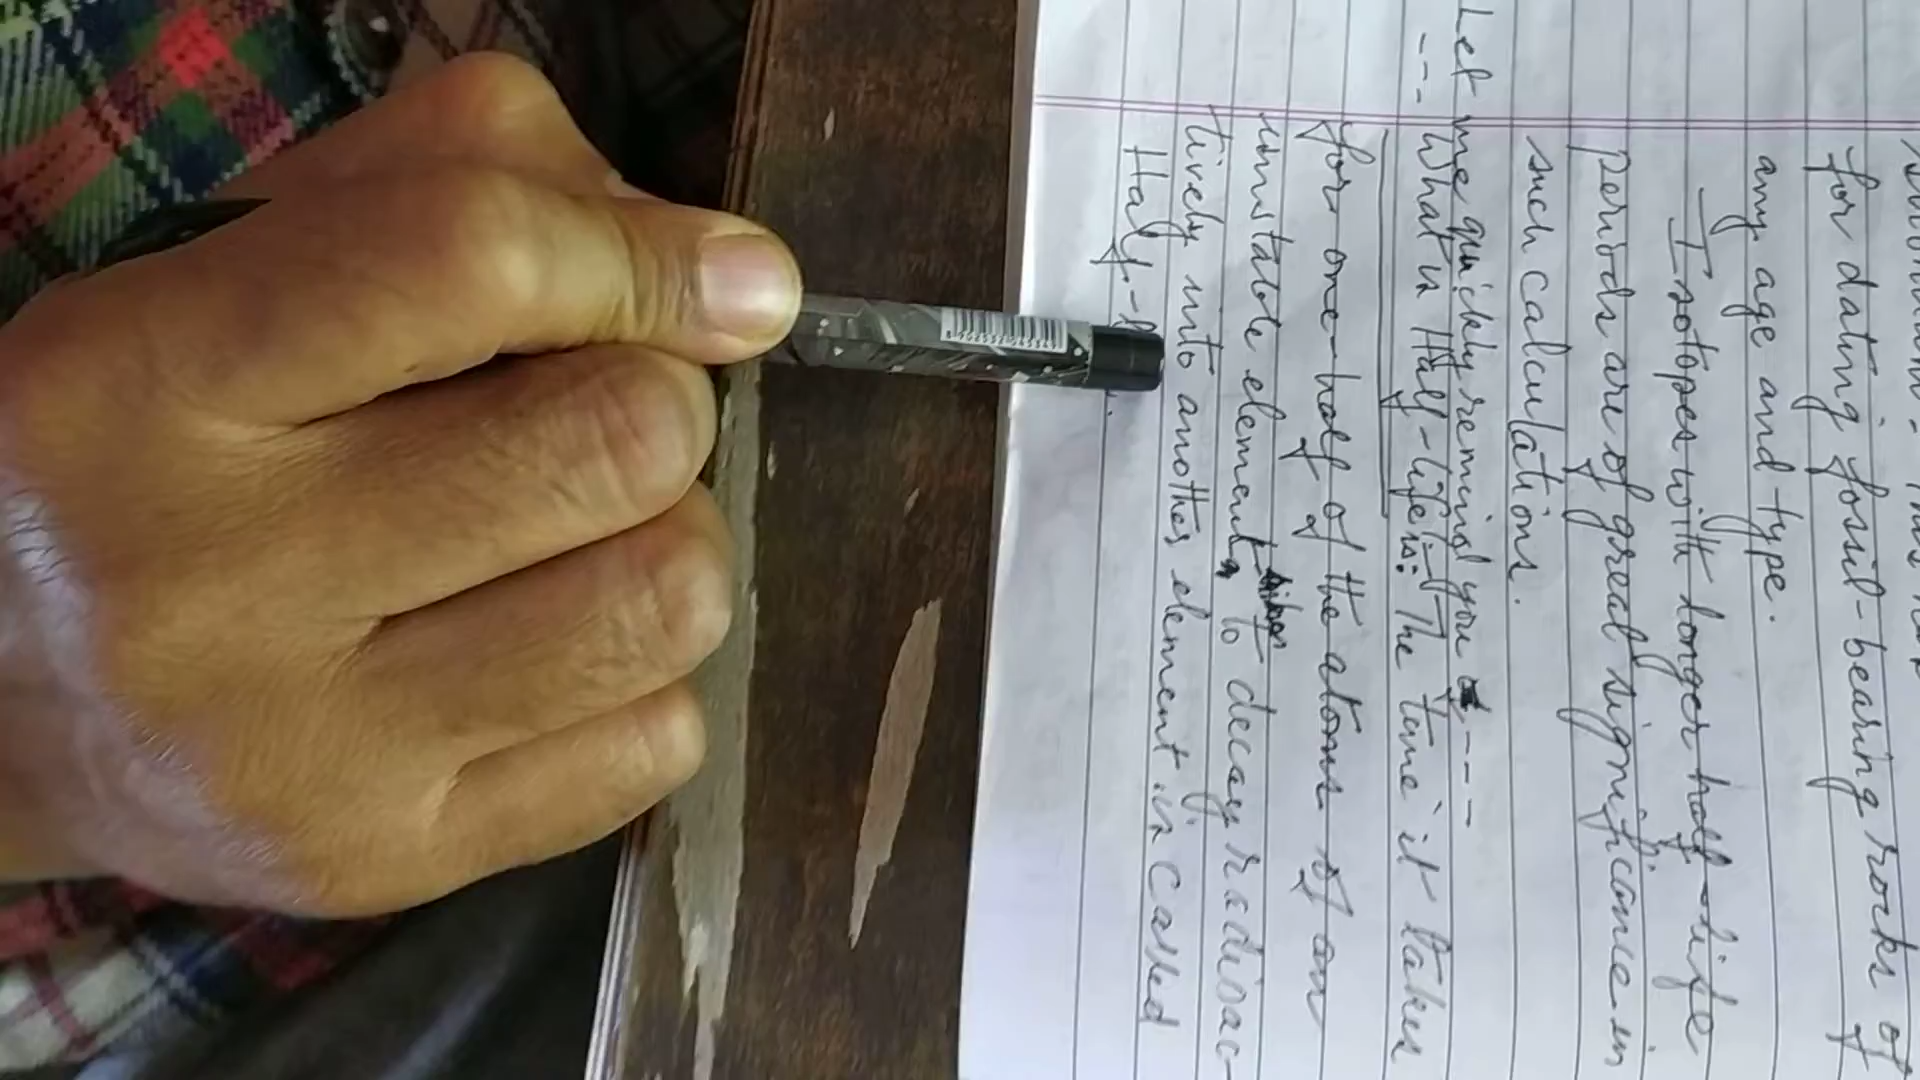 for dating fossil-bearing rocks of
any age and type.
Isotopes with longer half-life
periods are of great significance in
such calculations.
Let me quickly remind you ----
--- What is Half-life:- The time it takes
for one-half of the atoms of an
unstable element to decay radioac-
tively into another element is called
Half-